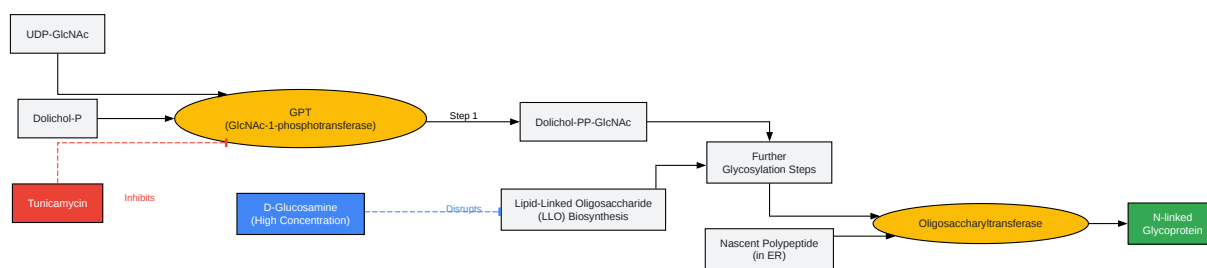 UDP-GlcNAc
Dolichol-P
GPT
(GlcNAc-1-phosphotransferase)
Step 1
Dolichol-PP-GlcNAc
Further
Glycosylation Steps
Tunicamycin
Inhibits
D-Glucosamine
(High Concentration)
Disrupts
Lipid-Linked Oligosaccharide
(LLO) Biosynthesis
Nascent Polypeptide
(in ER)
Oligosaccharyltransferase
N-linked
Glycoprotein